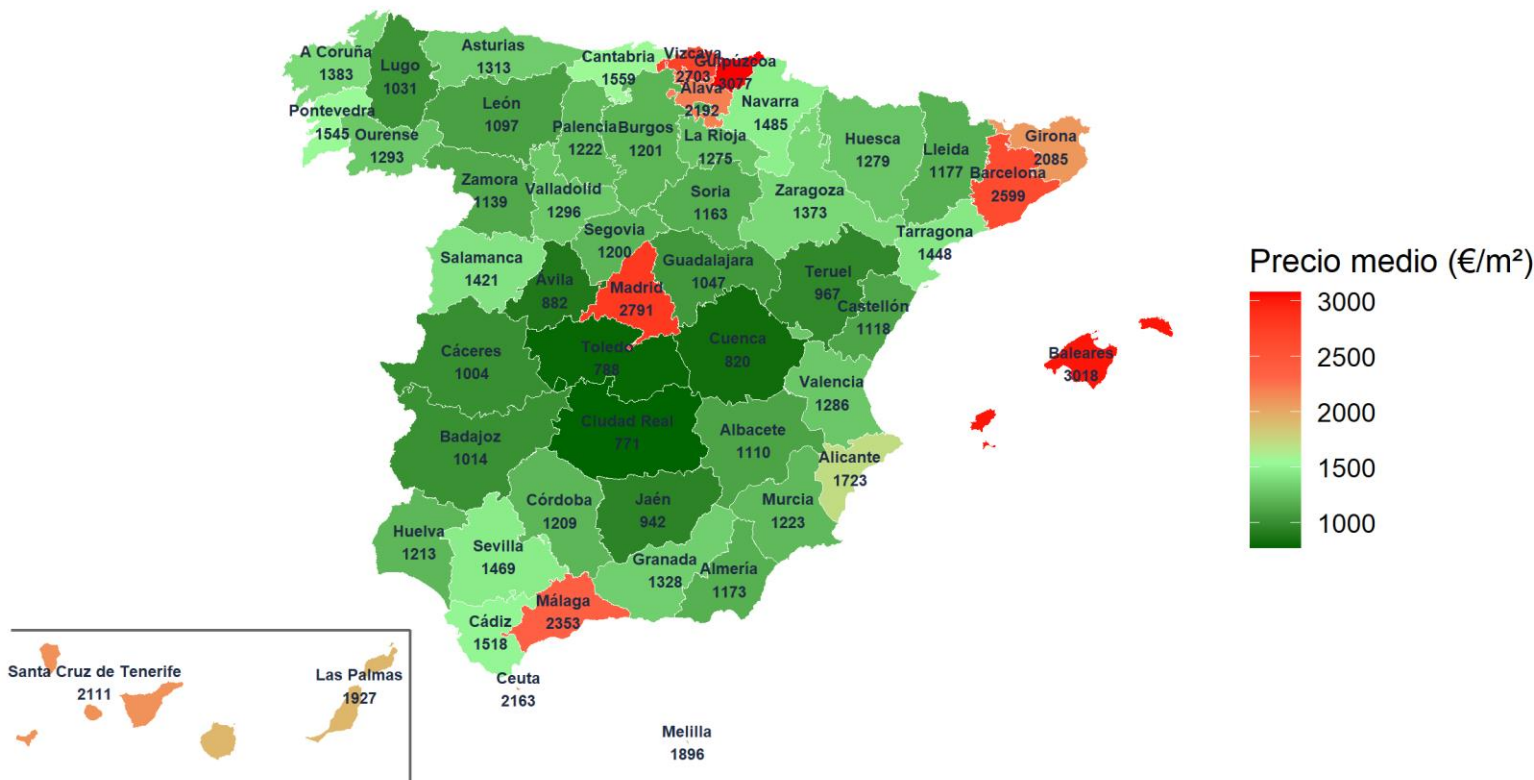 A Coruña
1383
Lugo
1031
Asturias
1313
Cantabria
1559
Vizcaya
2703
Guipúzcoa
3077
Álava
2192
Navarra
1485
Pontevedra
1545
Ourense
1293
León
1097
Palencia
1222
Burgos
1201
La Rioja
1275
Huesca
1279
Lleida
1177
Girona
2085
Barcelona
2599
Zamora
1139
Valladolid
1296
Soria
1163
Zaragoza
1373
Tarragona
1448
Segovia
1200
Salamanca
1421
Ávila
882
Madrid
2791
Guadalajara
1047
Teruel
967
Castellón
1118
Cáceres
1004
Toledo
788
Cuenca
820
Valencia
1286
Baleares
3018
Badajoz
1014
Ciudad Real
771
Albacete
1110
Alicante
1723
Huelva
1213
Sevilla
1469
Córdoba
1209
Jaén
942
Murcia
1223
Granada
1328
Almería
1173
Cádiz
1518
Málaga
2353
Ceuta
2163
Melilla
1896
Santa Cruz de Tenerife
2111
Las Palmas
1927
Precio medio (€/m²)
3000
2500
2000
1500
1000